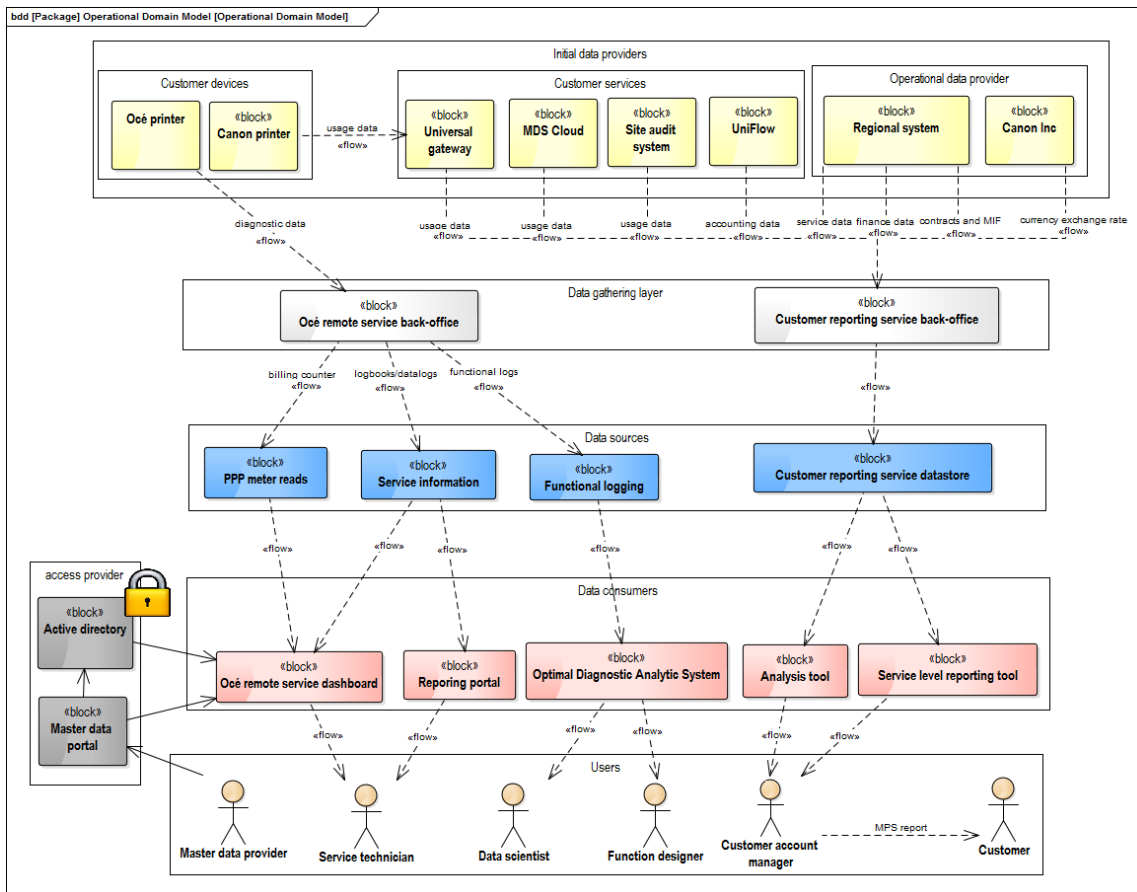 bdd [Package] Operational Domain Model [Operational Domain Model]
Initial data providers
Customer devices
Customer services
Operational data provider
Océ printer
«block»
Canon printer
«block»
Universal
gateway
«block»
MDS Cloud
«block»
Site audit
system
«block»
UniFlow
«block»
Regional system
«block»
Canon Inc
usage data
«flow»
diagnostic data
«flow»
usage data
«flow»
usage data
«flow»
usage data
«flow»
accounting data
«flow»
service data
«flow»
finance data
«flow»
contracts and MIF
«flow»
currency exchange rate
«flow»
Data gathering layer
«block»
Océ remote service back-office
«block»
Customer reporting service back-office
billing counter
«flow»
logbooks/datalogs
«flow»
functional logs
«flow»
«flow»
Data sources
«block»
PPP meter reads
«block»
Service information
«block»
Functional logging
«block»
Customer reporting service datastore
«flow»
«flow»
«flow»
«flow»
«flow»
«flow»
access provider
«block»
Active directory
«block»
Master data
portal
Data consumers
«block»
Océ remote service dashboard
«block»
Reporing portal
«block»
Optimal Diagnostic Analytic System
«block»
Analysis tool
«block»
Service level reporting tool
«flow»
«flow»
«flow»
«flow»
«flow»
«flow»
Users
Master data provider
Service technician
Data scientist
Function designer
Customer account
manager
MPS report
Customer